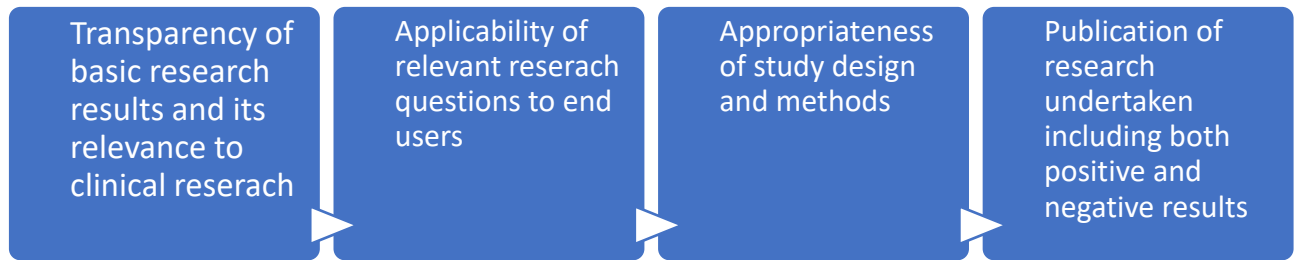 Transparency of
basic research
results and its
relevance to
clinical reserach
Applicability of
relevant reserach
questions to end
users
Appropriateness
of study design
and methods
Publication of
research
undertaken
including both
positive and
negative results